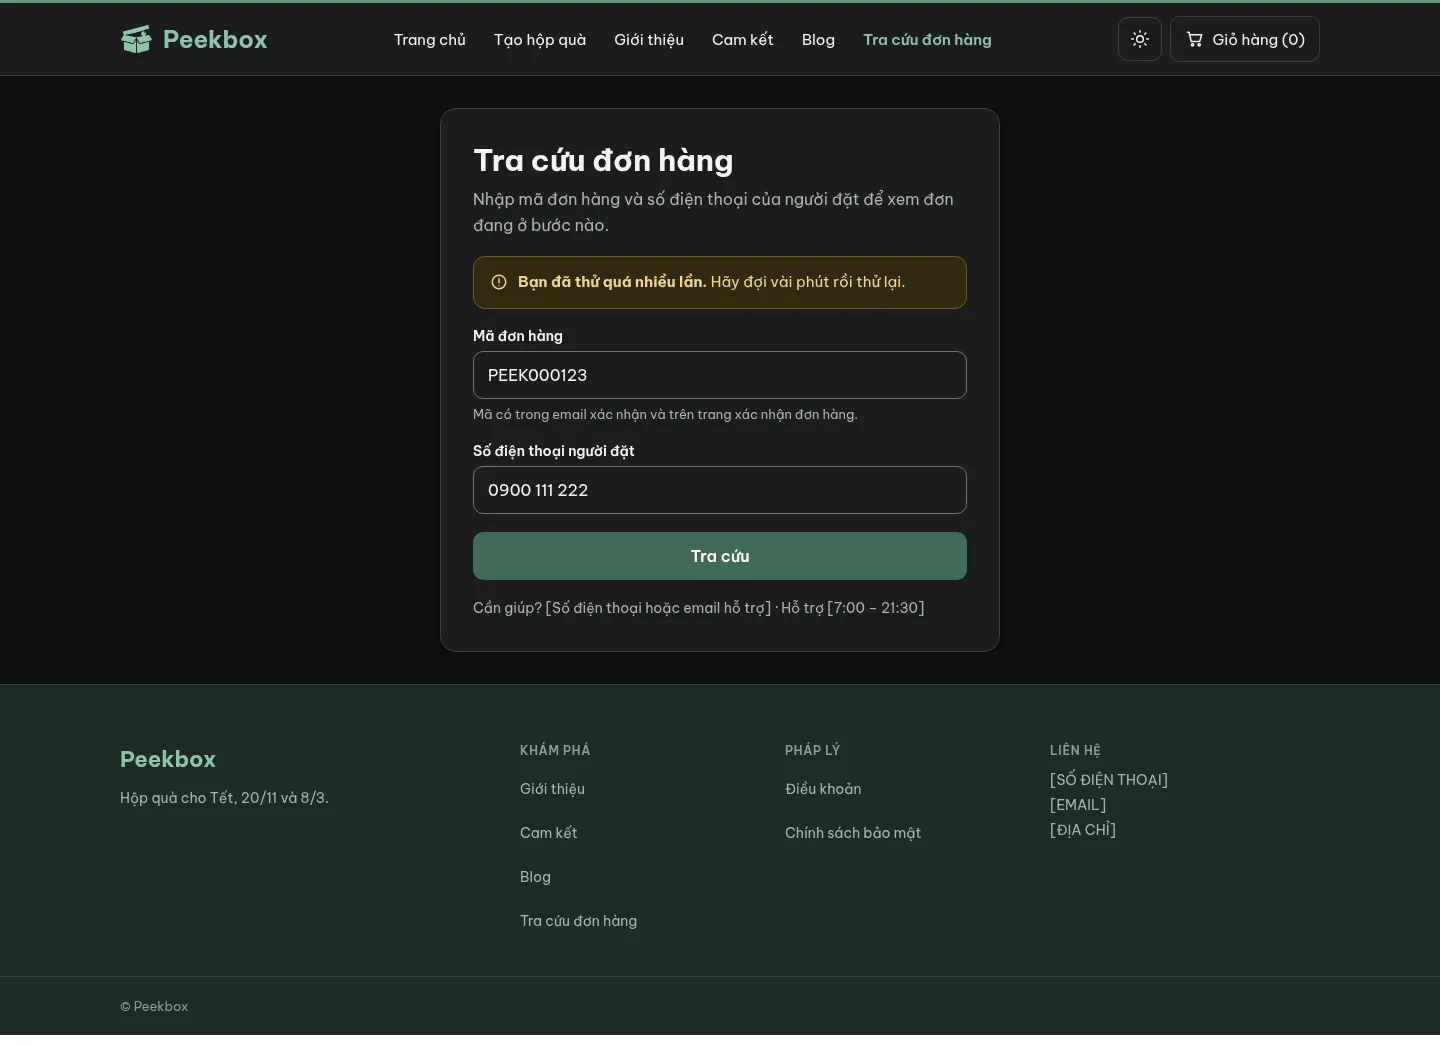 Peekbox
Trang chủ
Tạo hộp quà
Giới thiệu
Cam kết
Blog
Tra cứu đơn hàng
Giỏ hàng (0)
Tra cứu đơn hàng
Nhập mã đơn hàng và số điện thoại của người đặt để xem đơn
đang ở bước nào.
Bạn đã thử quá nhiều lần. Hãy đợi vài phút rồi thử lại.
Mã đơn hàng
PEEK000123
Mã có trong email xác nhận và trên trang xác nhận đơn hàng.
Số điện thoại người đặt
0900 111 222
Tra cứu
Cần giúp? [Số điện thoại hoặc email hỗ trợ] · Hỗ trợ [7:00 – 21:30]
Peekbox
Hộp quà cho Tết, 20/11 và 8/3.
KHÁM PHÁ
Giới thiệu
Cam kết
Blog
Tra cứu đơn hàng
PHÁP LÝ
Điều khoản
Chính sách bảo mật
LIÊN HỆ
[SỐ ĐIỆN THOẠI]
[EMAIL]
[ĐỊA CHỈ]
© Peekbox